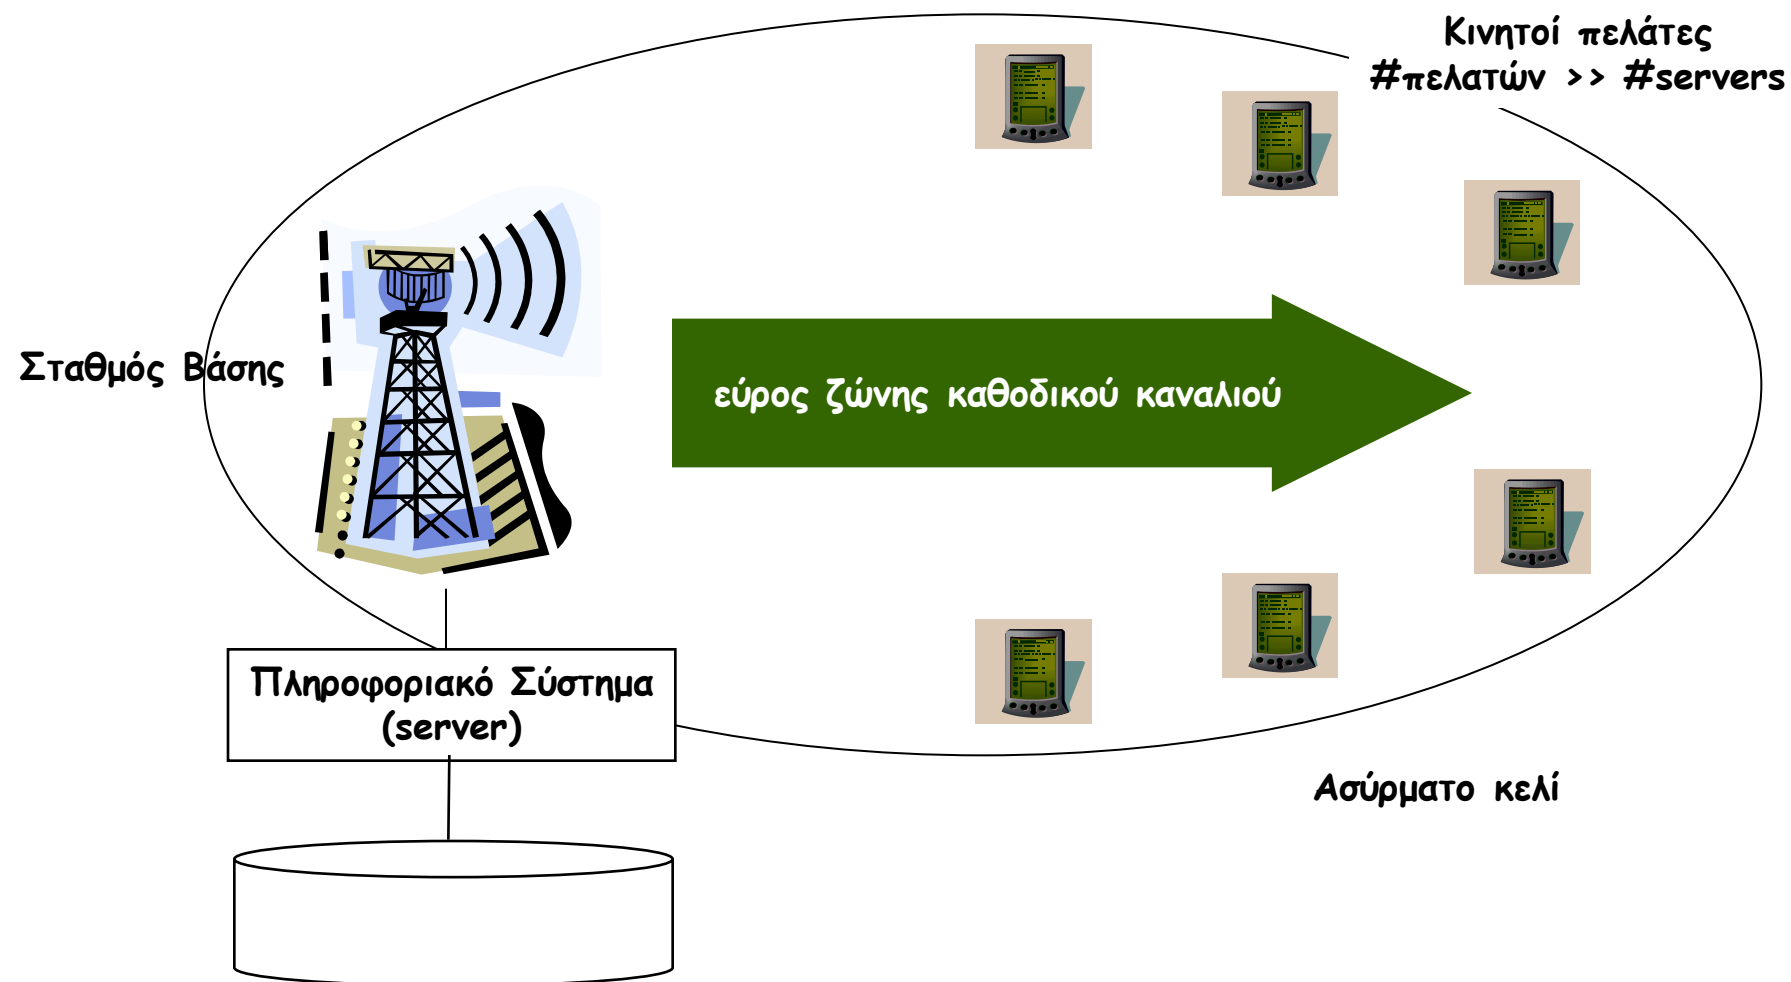 Κινητοί πελάτες
#πελατών >> #servers
Σταθμός Βάσης
εύρος ζώνης καθοδικού καναλιού
Πληροφοριακό Σύστημα
(server)
Ασύρματο κελί